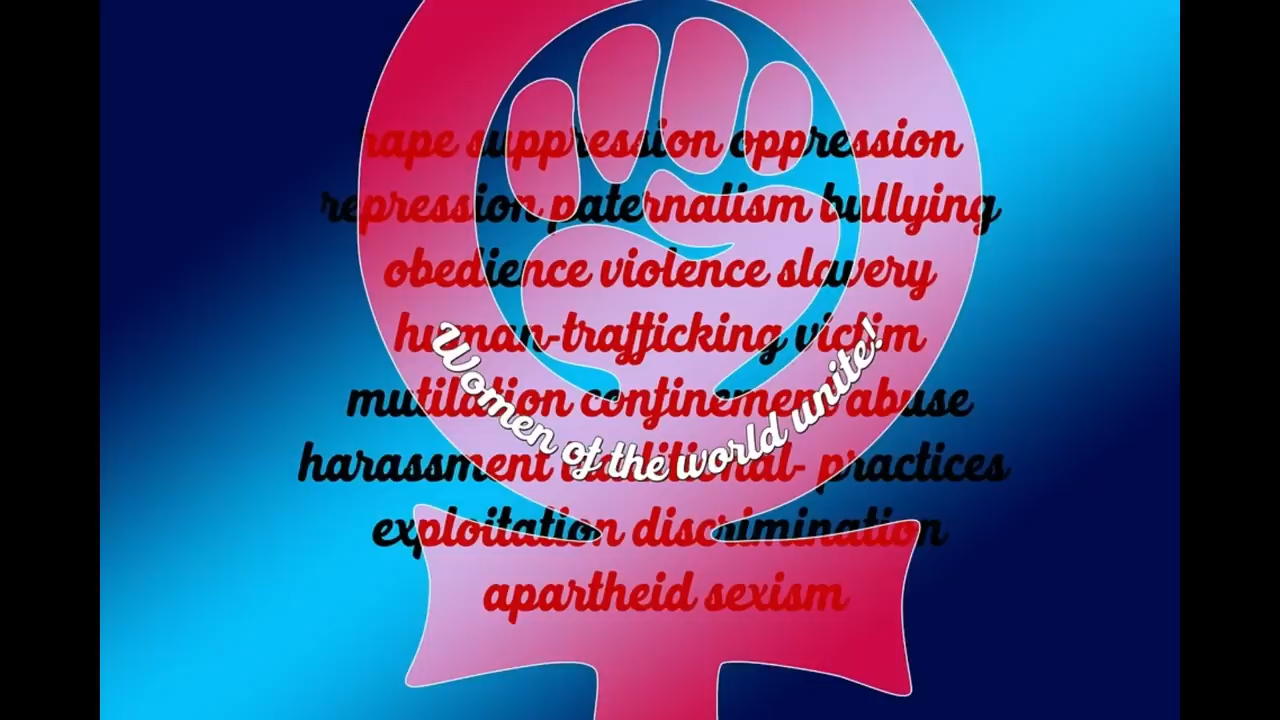 rape suppression oppression
repression paternalism bullying
obedience violence slavery
human-trafficking victim
mutilation confinement abuse
harassment traditional- practices
exploitation discrimination
apartheid sexism
Women of the world unite!